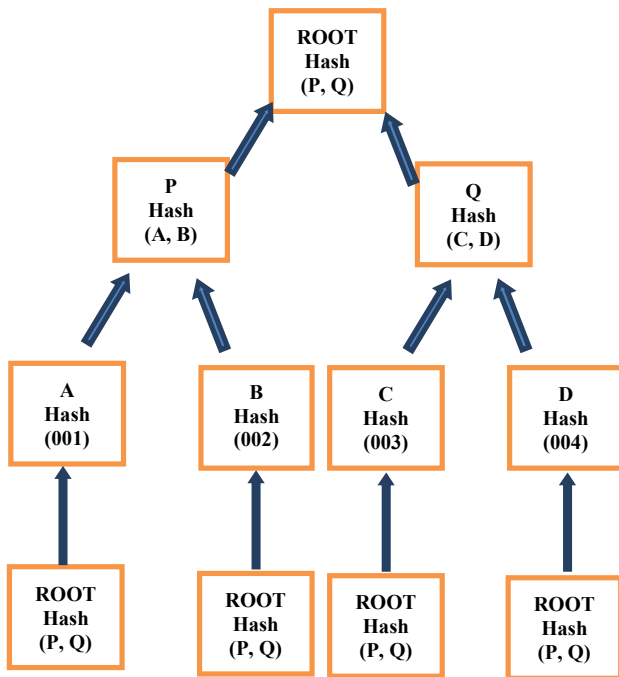 ROOT
Hash
(P, Q)
P
Hash
(A, B)
Q
Hash
(C, D)
A
Hash
(001)
B
Hash
(002)
C
Hash
(003)
D
Hash
(004)
ROOT
Hash
(P, Q)
ROOT
Hash
(P, Q)
ROOT
Hash
(P, Q)
ROOT
Hash
(P, Q)